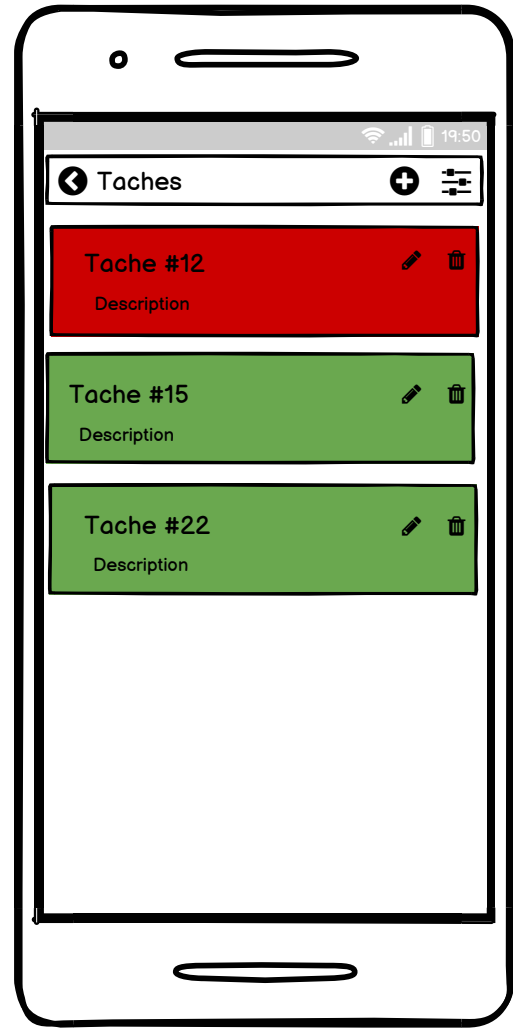 19:50
Taches
Tache #12
Description
Tache #15
Description
Tache #22
Description